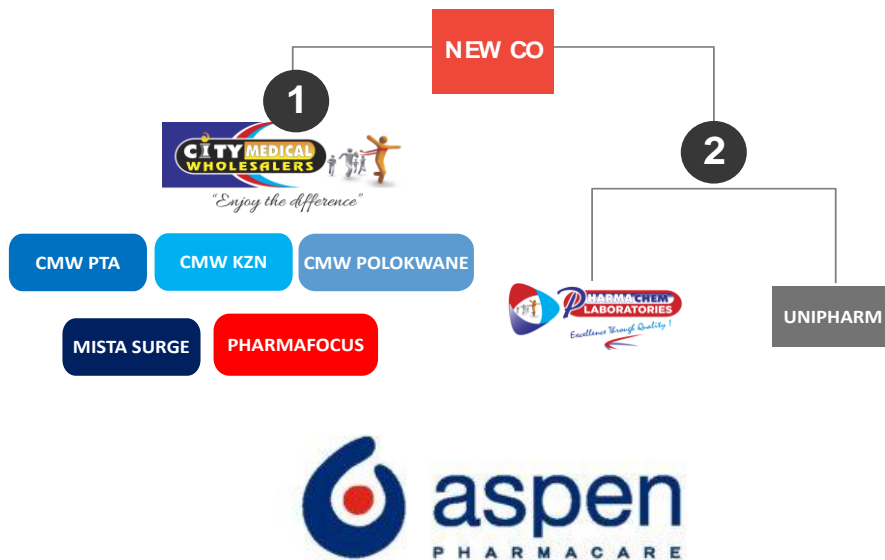 NEW CO
1
CITY MEDICAL
WHOLESALERS
"Enjoy the difference"
2
CMW PTA
CMW KZN
CMW POLOKWANE
PHARMA CHEM
LABORATORIES
Excellence Through Quality !
UNIPHARM
MISTA SURGE
PHARMAFOCUS
aspen
PHARMACARE